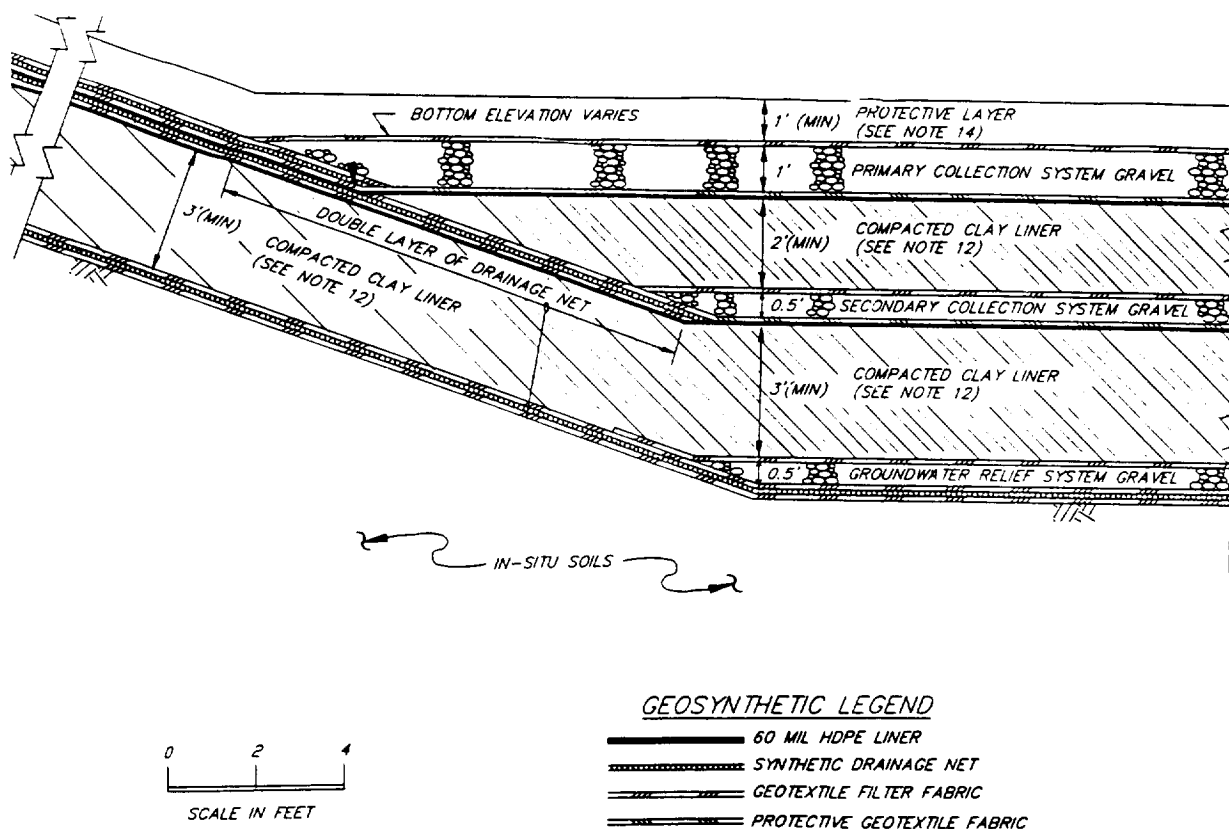 BOTTOM ELEVATION VARIES
1' (MIN)
PROTECTIVE LAYER
(SEE NOTE 14)
1'
PRIMARY COLLECTION SYSTEM GRAVEL
2'(MIN)
COMPACTED CLAY LINER
(SEE NOTE 12)
3'(MIN)
DOUBLE LAYER OF DRAINAGE NET
COMPACTED CLAY LINER
(SEE NOTE 12)
0.5'
SECONDARY COLLECTION SYSTEM GRAVEL
3'(MIN)
COMPACTED CLAY LINER
(SEE NOTE 12)
0.5'
GROUNDWATER RELIEF SYSTEM GRAVEL
IN-SITU SOILS
GEOSYNTHETIC LEGEND
60 MIL HDPE LINER
SYNTHETIC DRAINAGE NET
GEOTEXTILE FILTER FABRIC
PROTECTIVE GEOTEXTILE FABRIC
0 2 4
SCALE IN FEET